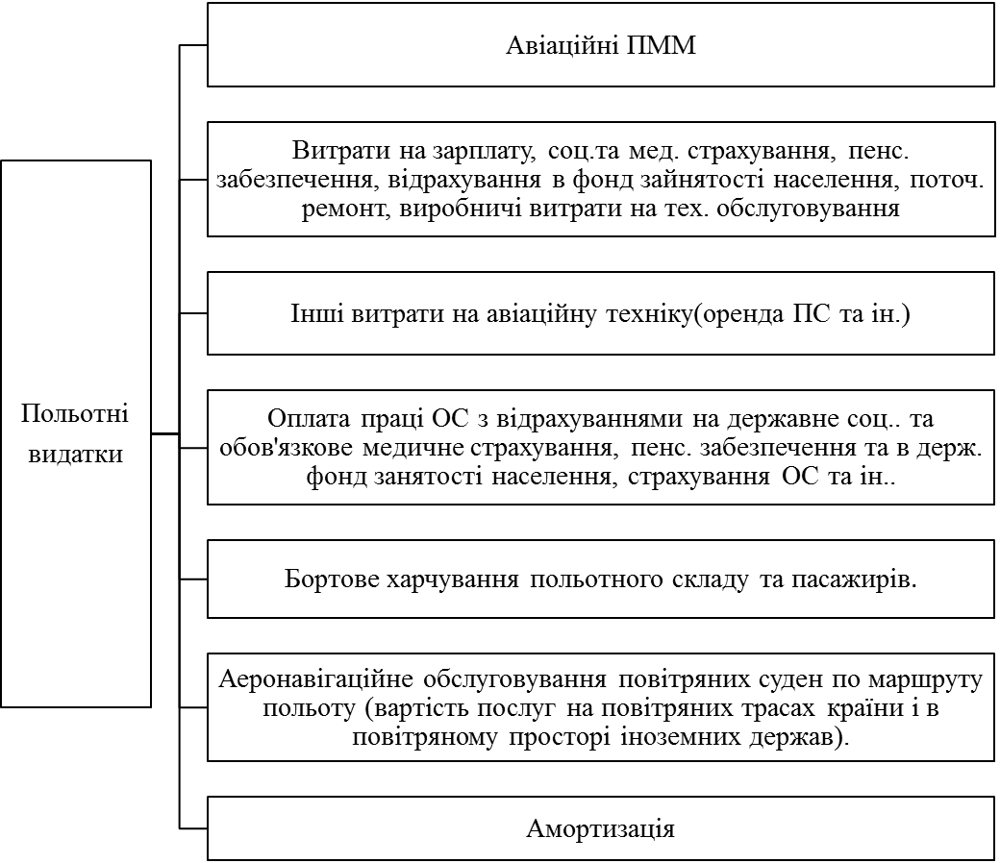 Авіаційні ПММ
Витрати на зарплату, соц.та мед. страхування, пенс.
забезпечення, відрахування в фонд зайнятості населення, поточ.
ремонт, виробничі витрати на тех. обслуговування
Інші витрати на авіаційну техніку(оренда ПС та ін.)
Польотні
видатки
Оплата праці ОС з відрахуваннями на державне соц.. та
обов'язкове медичне страхування, пенс. забезпечення та в держ.
фонд занятості населення, страхування ОС та ін..
Бортове харчування польотного складу та пасажирів.
Аеронавігаційне обслуговування повітряних суден по маршруту
польоту (вартість послуг на повітряних трасах країни і в
повітряному просторі іноземних держав).
Амортизація